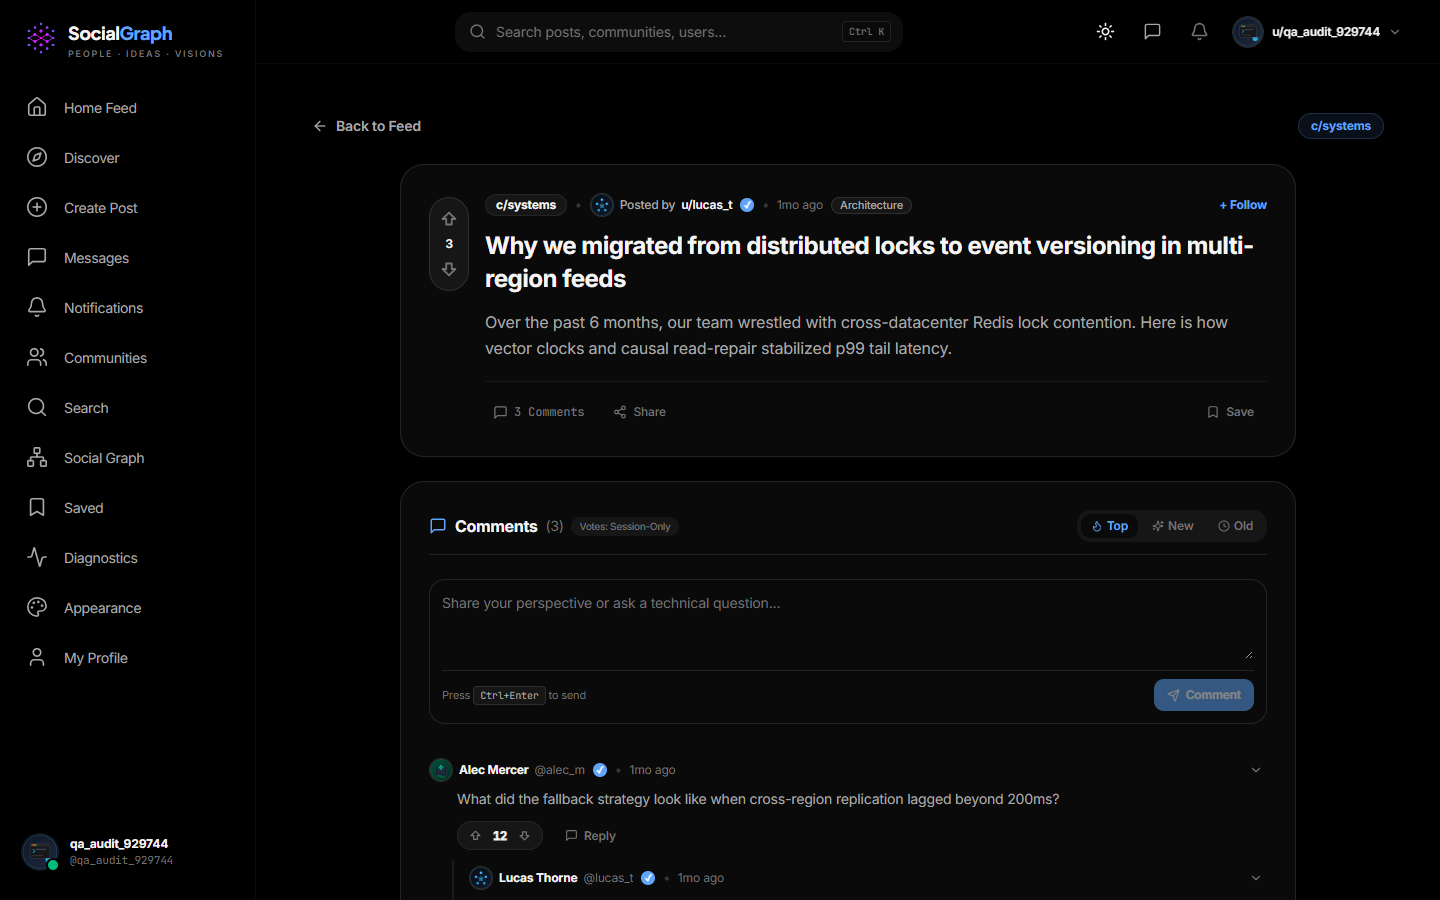 SocialGraph
PEOPLE · IDEAS · VISIONS
Search posts, communities, users...
Ctrl K
u/qa_audit_929744
Home Feed
Discover
Create Post
Messages
Notifications
Communities
Search
Social Graph
Saved
Diagnostics
Appearance
My Profile
qa_audit_929744
@qa_audit_929744
Back to Feed
c/systems
c/systems • Posted by u/lucas_t • 1mo ago Architecture
+ Follow
3
Why we migrated from distributed locks to event versioning in multi-
region feeds
Over the past 6 months, our team wrestled with cross-datacenter Redis lock contention. Here is how
vector clocks and causal read-repair stabilized p99 tail latency.
3 Comments Share Save
Comments (3) Votes: Session-Only
Top New Old
Share your perspective or ask a technical question...
Press Ctrl+Enter to send
Comment
Alec Mercer @alec_m • 1mo ago
What did the fallback strategy look like when cross-region replication lagged beyond 200ms?
12 Reply
Lucas Thorne @lucas_t • 1mo ago